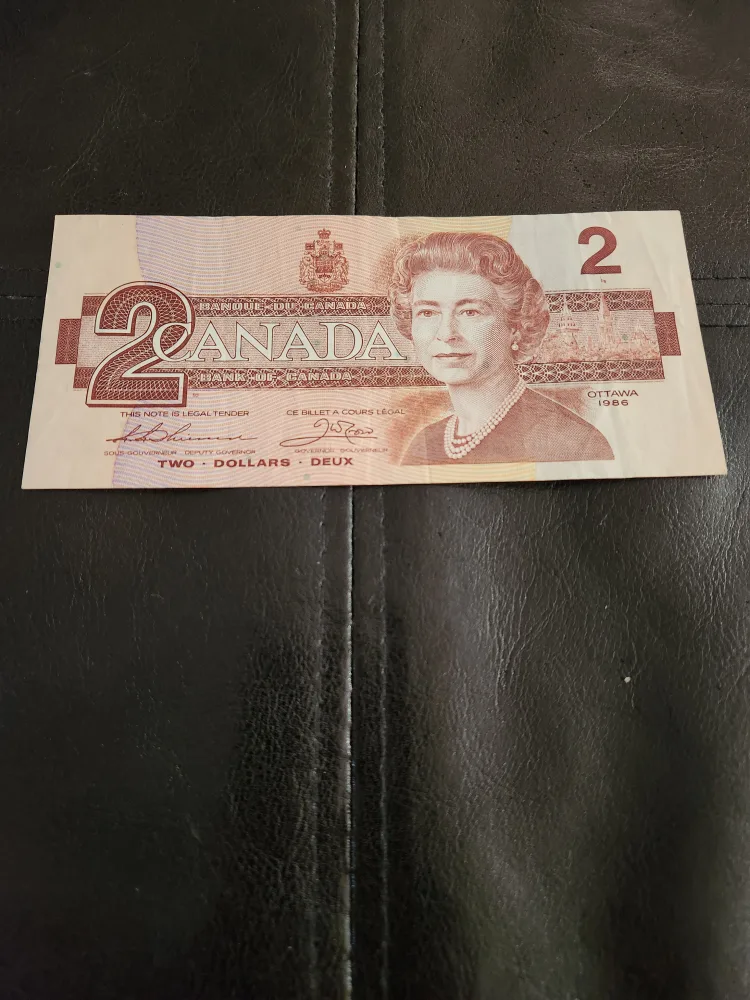 2
BANQUE DU CANADA
2
CANADA
BANK OF CANADA
OTTAWA
1986
THIS NOTE IS LEGAL TENDER
CE BILLET A COURS LÉGAL
SOUS-GOUVERNEUR DEPUTY GOVERNOR
GOVERNOR GOUVERNEUR
TWO · DOLLARS · DEUX